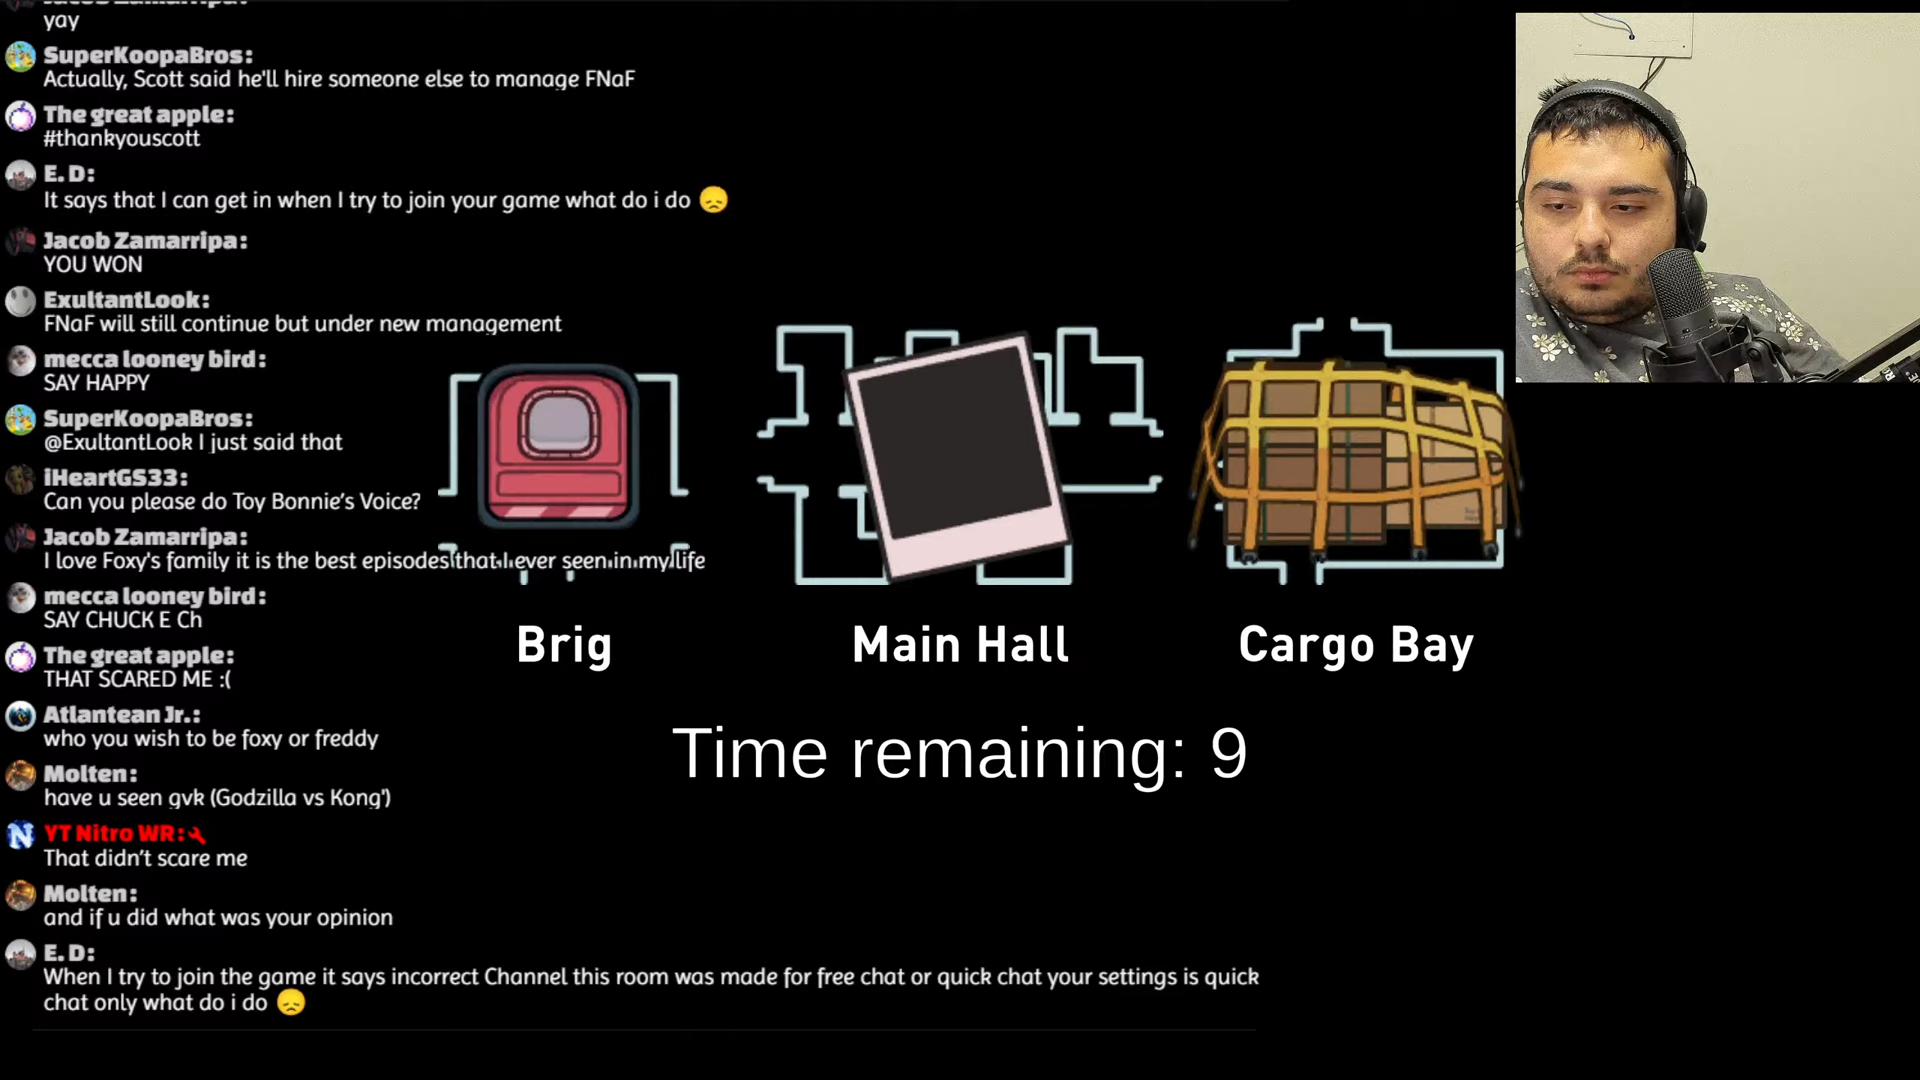 yay
SuperKoopaBros:
Actually, Scott said he'll hire someone else to manage FNaF
The great apple:
#thankyouscott
E. D:
It says that I can get in when I try to join your game what do i do 😞
Jacob Zamarripa:
YOU WON
ExultantLook:
FNaF will still continue but under new management
mecca looney bird:
SAY HAPPY
SuperKoopaBros:
@ExultantLook I just said that
iHeartGS33:
Can you please do Toy Bonnie's Voice?
Jacob Zamarripa:
I love Foxy's family it is the best episodes that I ever seen in my life
mecca looney bird:
SAY CHUCK E Ch
The great apple:
THAT SCARED ME :(
Atlantean Jr.:
who you wish to be foxy or freddy
Molten:
have u seen gvk (Godzilla vs Kong')
YT Nitro WR:
That didn't scare me
Molten:
and if u did what was your opinion
E. D:
When I try to join the game it says incorrect Channel this room was made for free chat or quick chat your settings is quick
chat only what do i do 😞
Brig
Main Hall
Cargo Bay
Time remaining: 9